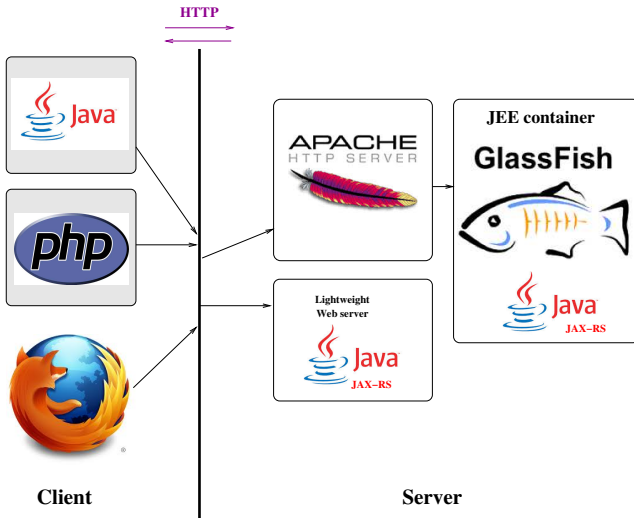 HTTP
Java
php
®
Client
APACHE
HTTP SERVER
Lightweight
Web server
Java
JAX-RS
JEE container
GlassFish
Java
JAX-RS
Server